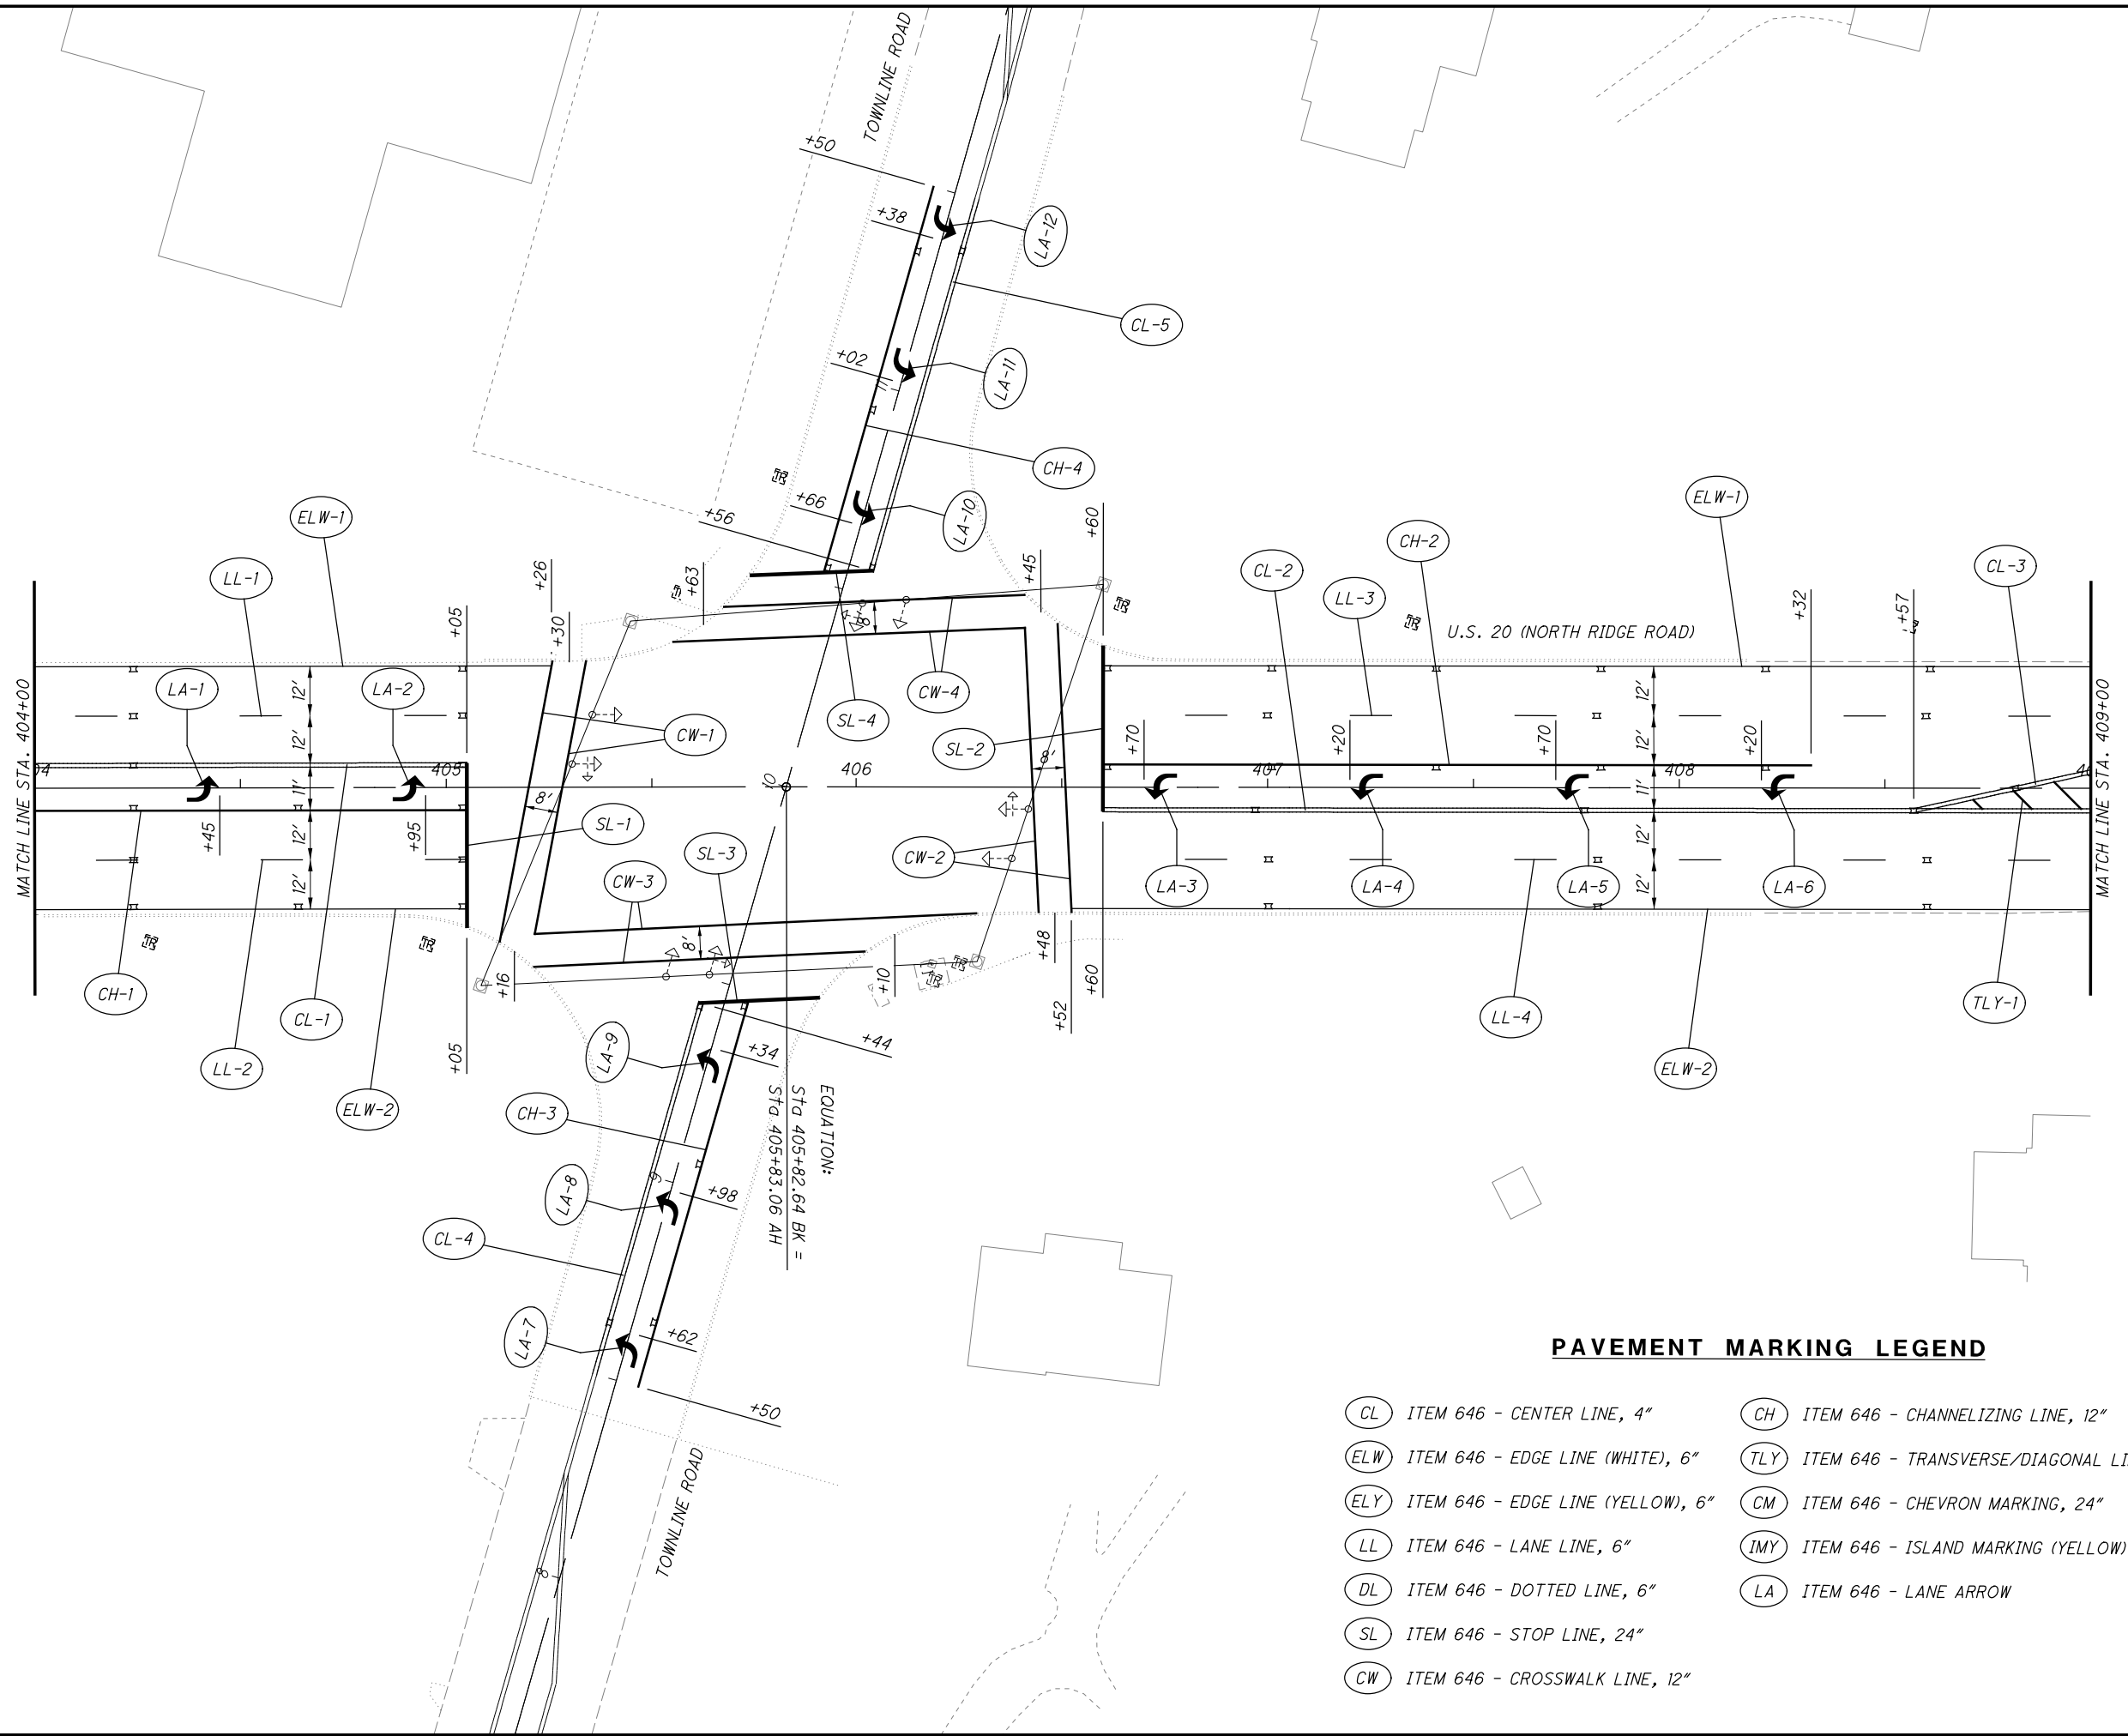 TOWNLINE ROAD
+50
+38
LA-12
CL-5
+02
11
LA-11
CH-4
+66
+56
LA-10
ELW-1
LL-1
+05
+26
+30
+63
+45
+60
CL-2
CH-2
LL-3
ELW-1
CL-3
+32
+57
U.S. 20 (NORTH RIDGE ROAD)
MATCH LINE STA. 404+00
LA-1
LA-2
12'
12'
11'
12'
12'
405
+45
+95
CW-1
8'
SL-1
SL-4
CW-4
8'
SL-2
8'
10
406
+70
+20
+70
+20
407
408
12'
12'
11'
12'
12'
MATCH LINE STA. 409+00
SL-3
CW-3
8'
CW-2
LA-3
LA-4
LA-5
LA-6
CH-1
LL-2
CL-1
ELW-2
+05
+16
+10
+48
+52
+60
LL-4
ELW-2
TLY-1
LA-9
+34
+44
EQUATION:
Sta 405+82.64 BK =
Sta 405+83.06 AH
CH-3
LA-8
9
+98
CL-4
LA-7
+62
+50
8
TOWNLINE ROAD
PAVEMENT MARKING LEGEND
CL ITEM 646 - CENTER LINE, 4"
ELW ITEM 646 - EDGE LINE (WHITE), 6"
ELY ITEM 646 - EDGE LINE (YELLOW), 6"
LL ITEM 646 - LANE LINE, 6"
DL ITEM 646 - DOTTED LINE, 6"
SL ITEM 646 - STOP LINE, 24"
CW ITEM 646 - CROSSWALK LINE, 12"
CH ITEM 646 - CHANNELIZING LINE, 12"
TLY ITEM 646 - TRANSVERSE/DIAGONAL
CM ITEM 646 - CHEVRON MARKING, 24"
IMY ITEM 646 - ISLAND MARKING (YELLOW)
LA ITEM 646 - LANE ARROW